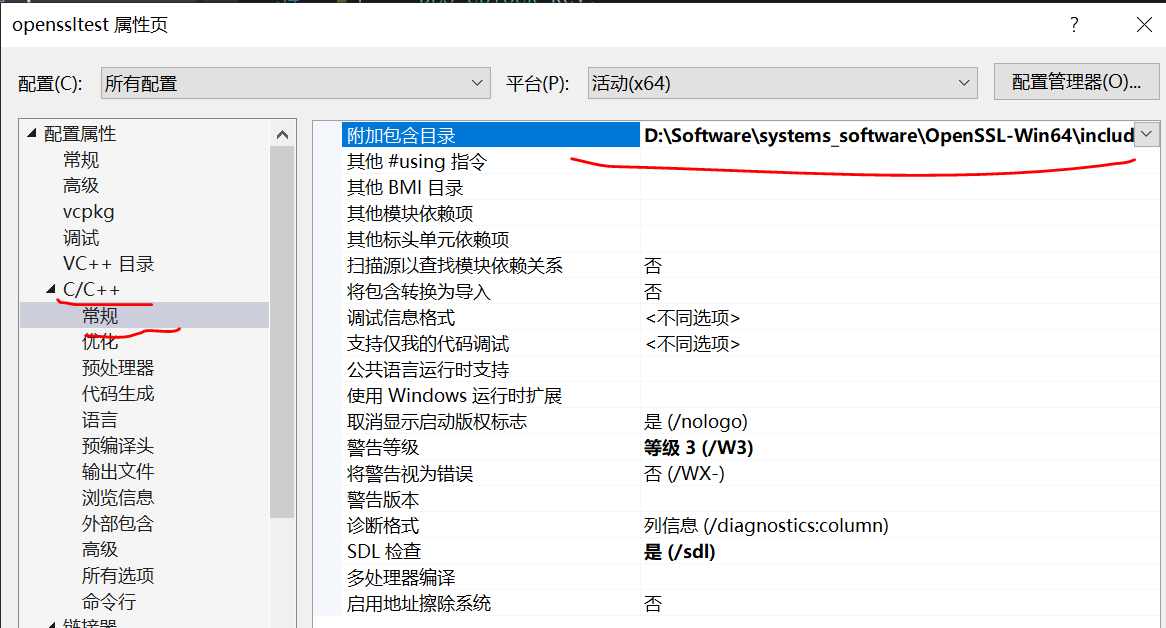 openssltest 属性页
?
配置(C):
所有配置
平台(P):
活动(x64)
配置管理器(O)...
配置属性
常规
高级
vcpkg
调试
VC++ 目录
C/C++
常规
优化
预处理器
代码生成
语言
预编译头
输出文件
浏览信息
外部包含
高级
所有选项
命令行
链接器
附加包含目录 D:\Software\systems_software\OpenSSL-Win64\includ
其他 #using 指令
其他 BMI 目录
其他模块依赖项
其他标头单元依赖项
扫描源以查找模块依赖关系 否
将包含转换为导入 否
调试信息格式 <不同选项>
支持仅我的代码调试 <不同选项>
公共语言运行时支持
使用 Windows 运行时扩展
取消显示启动版权标志 是 (/nologo)
警告等级 等级 3 (/W3)
将警告视为错误 否 (/WX-)
警告版本
诊断格式 列信息 (/diagnostics:column)
SDL 检查 是 (/sdl)
多处理器编译
启用地址擦除系统 否